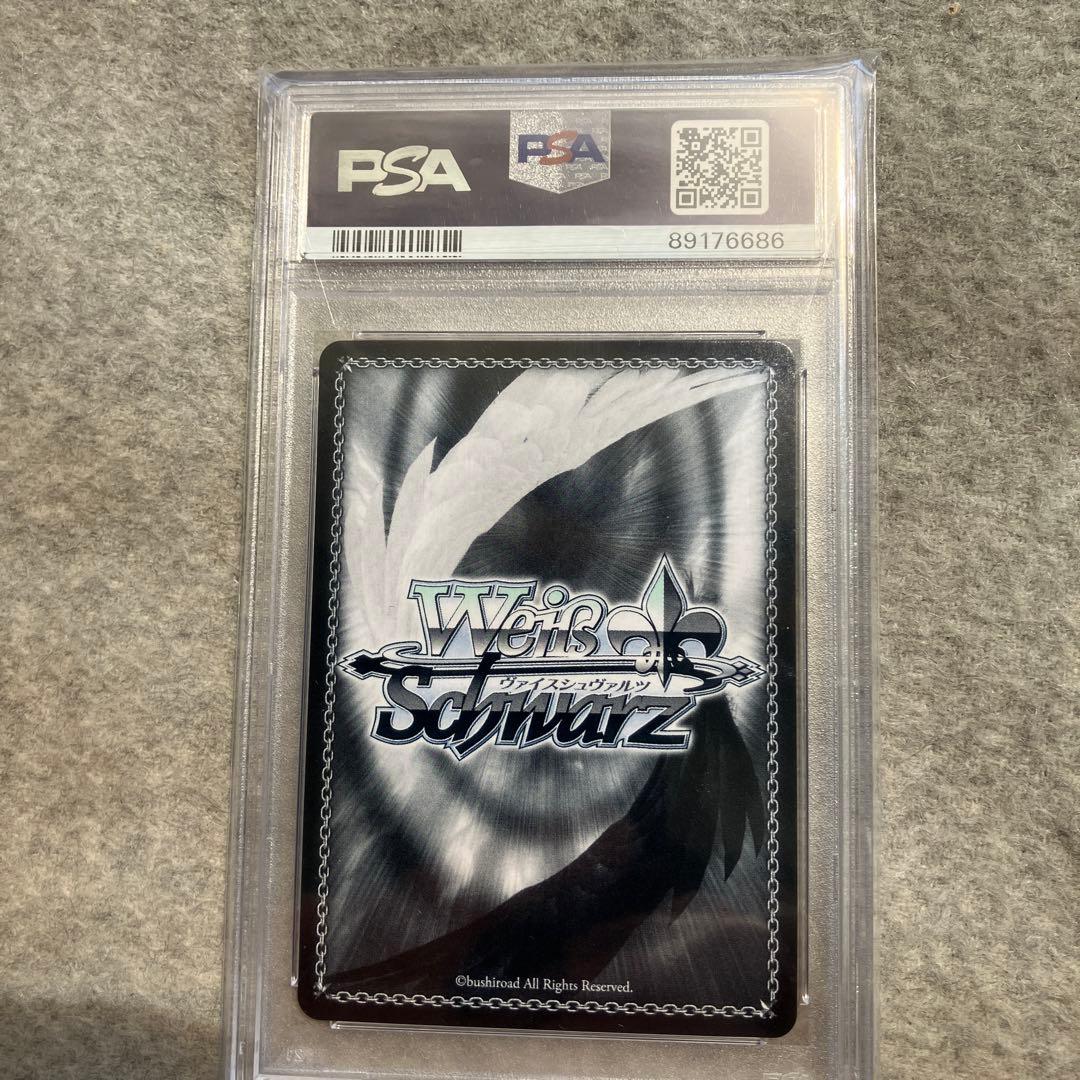 PSA
PSA
89176686
Weiß
ヴァイスシュヴァルツ
Schwarz
©bushiroad All Rights Reserved.